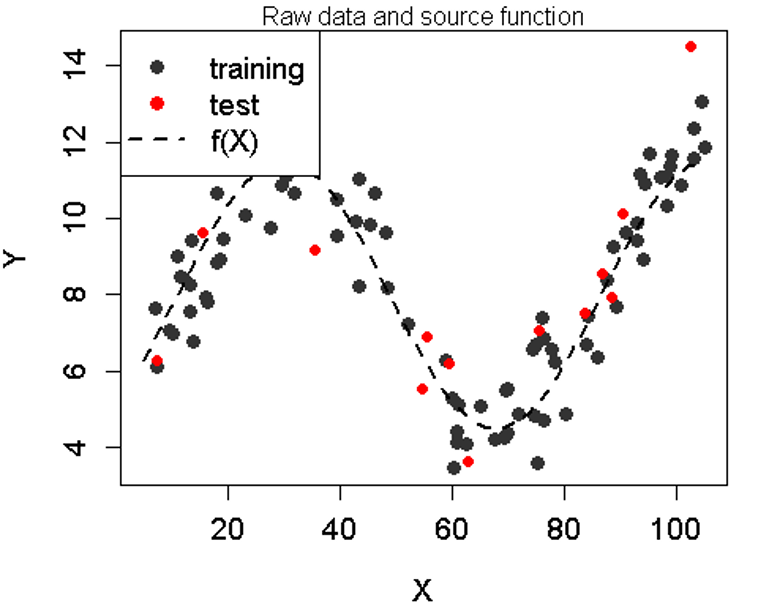 Raw data and source function
training
test
f(X)
Y
14
12
10
8
6
4
20 40 60 80 100
X